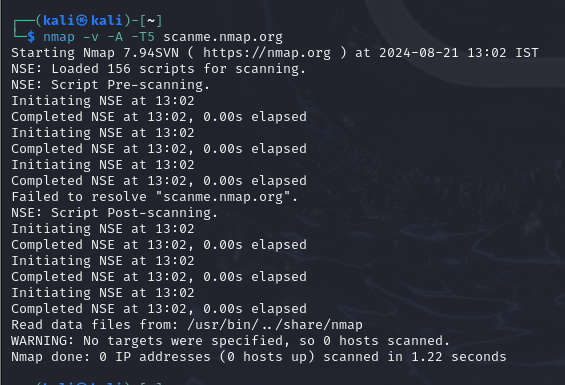 ┌──(kali㉿kali)-[~]
└─$ nmap -v -A -T5 scanme.nmap.org
Starting Nmap 7.94SVN ( https://nmap.org ) at 2024-08-21 13:02 IST
NSE: Loaded 156 scripts for scanning.
NSE: Script Pre-scanning.
Initiating NSE at 13:02
Completed NSE at 13:02, 0.00s elapsed
Initiating NSE at 13:02
Completed NSE at 13:02, 0.00s elapsed
Initiating NSE at 13:02
Completed NSE at 13:02, 0.00s elapsed
Failed to resolve "scanme.nmap.org".
NSE: Script Post-scanning.
Initiating NSE at 13:02
Completed NSE at 13:02, 0.00s elapsed
Initiating NSE at 13:02
Completed NSE at 13:02, 0.00s elapsed
Initiating NSE at 13:02
Completed NSE at 13:02, 0.00s elapsed
Read data files from: /usr/bin/../share/nmap
WARNING: No targets were specified, so 0 hosts scanned.
Nmap done: 0 IP addresses (0 hosts up) scanned in 1.22 seconds